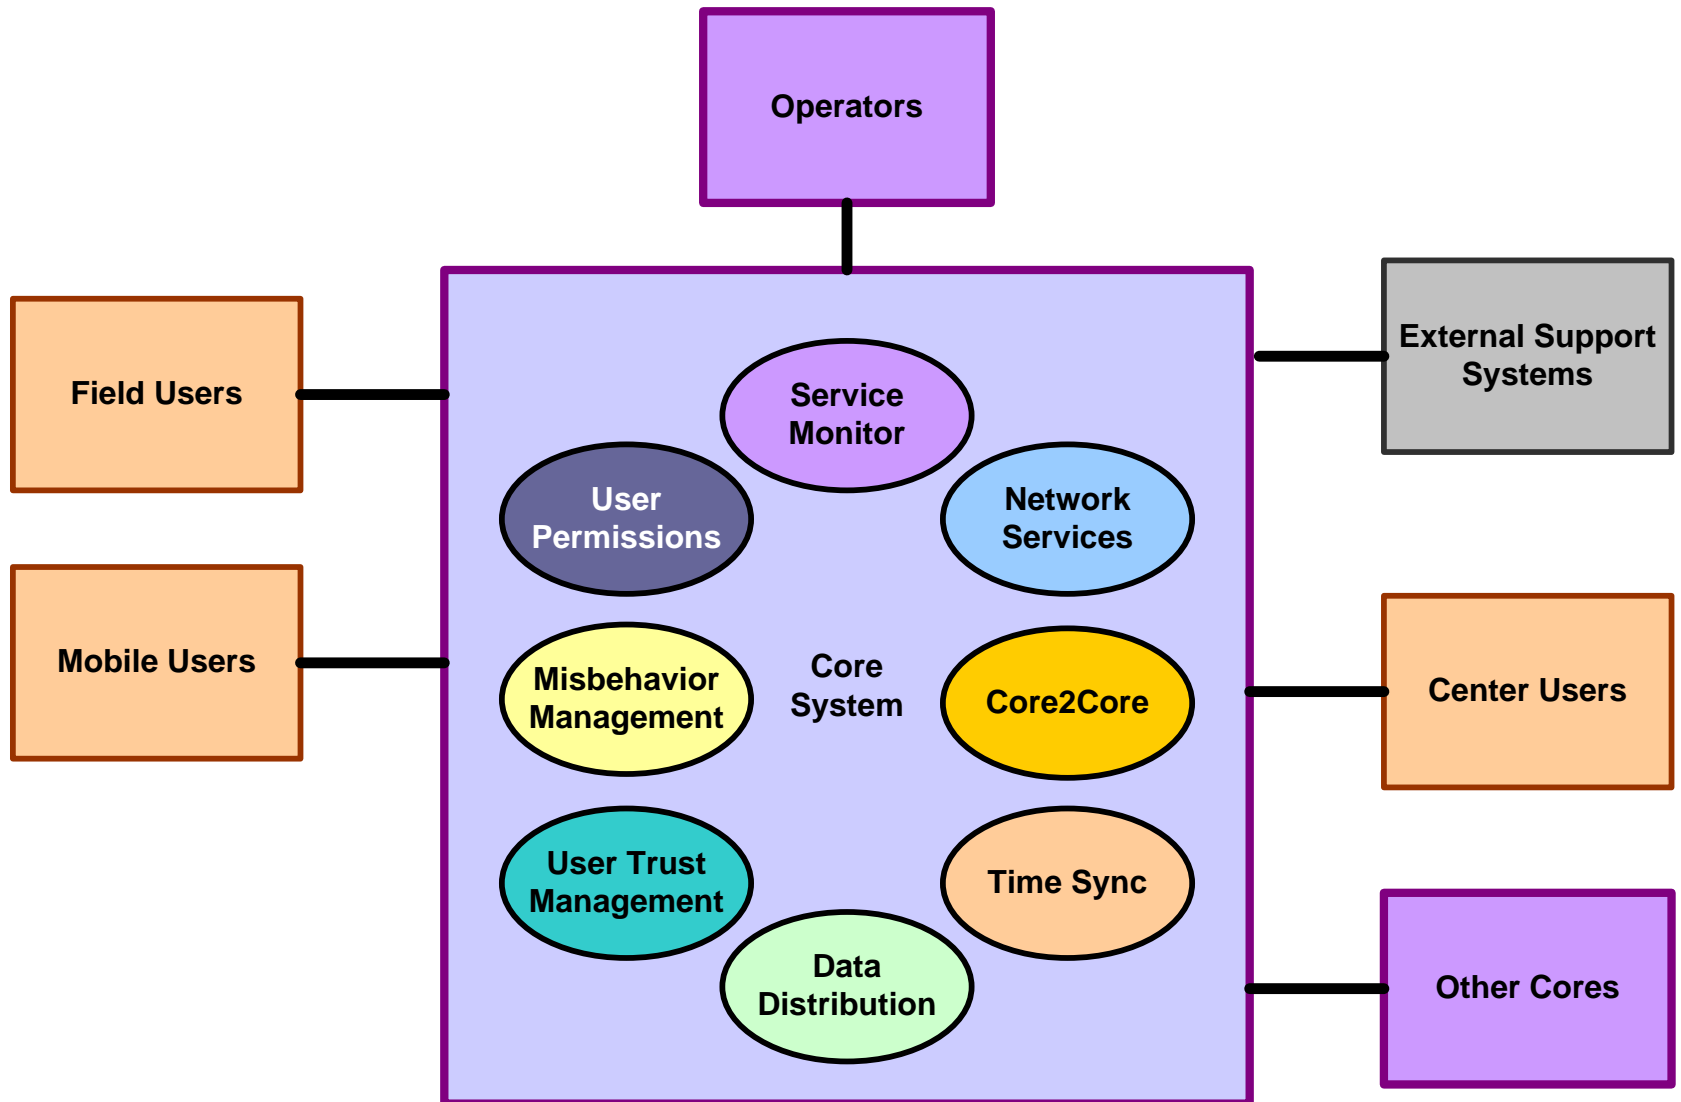 Operators
External Support
Systems
Field Users
Service
Monitor
User
Permissions
Network
Services
Mobile Users
Misbehavior
Management
Core
System
Core2Core
Center Users
User Trust
Management
Time Sync
Data
Distribution
Other Cores